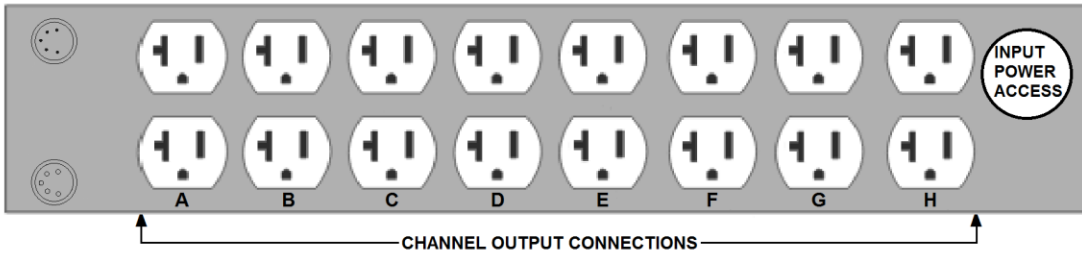 INPUT
POWER
ACCESS
A B C D E F G H
CHANNEL OUTPUT CONNECTIONS